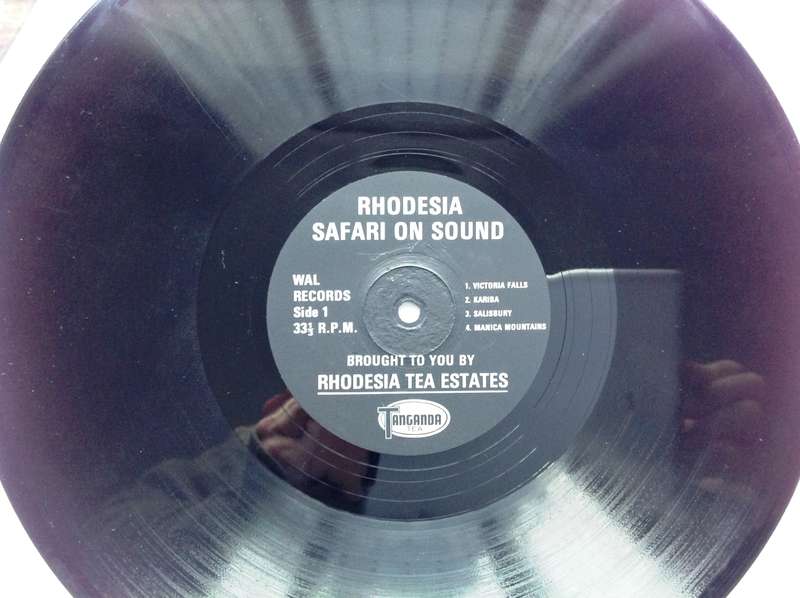 RHODESIA
SAFARI ON SOUND
WAL
RECORDS
Side 1
33⅓ R.P.M.
1. VICTORIA FALLS
2. KARIBA
3. SALISBURY
4. MANICA MOUNTAINS
BROUGHT TO YOU BY
RHODESIA TEA ESTATES
TANGANDA
TEA